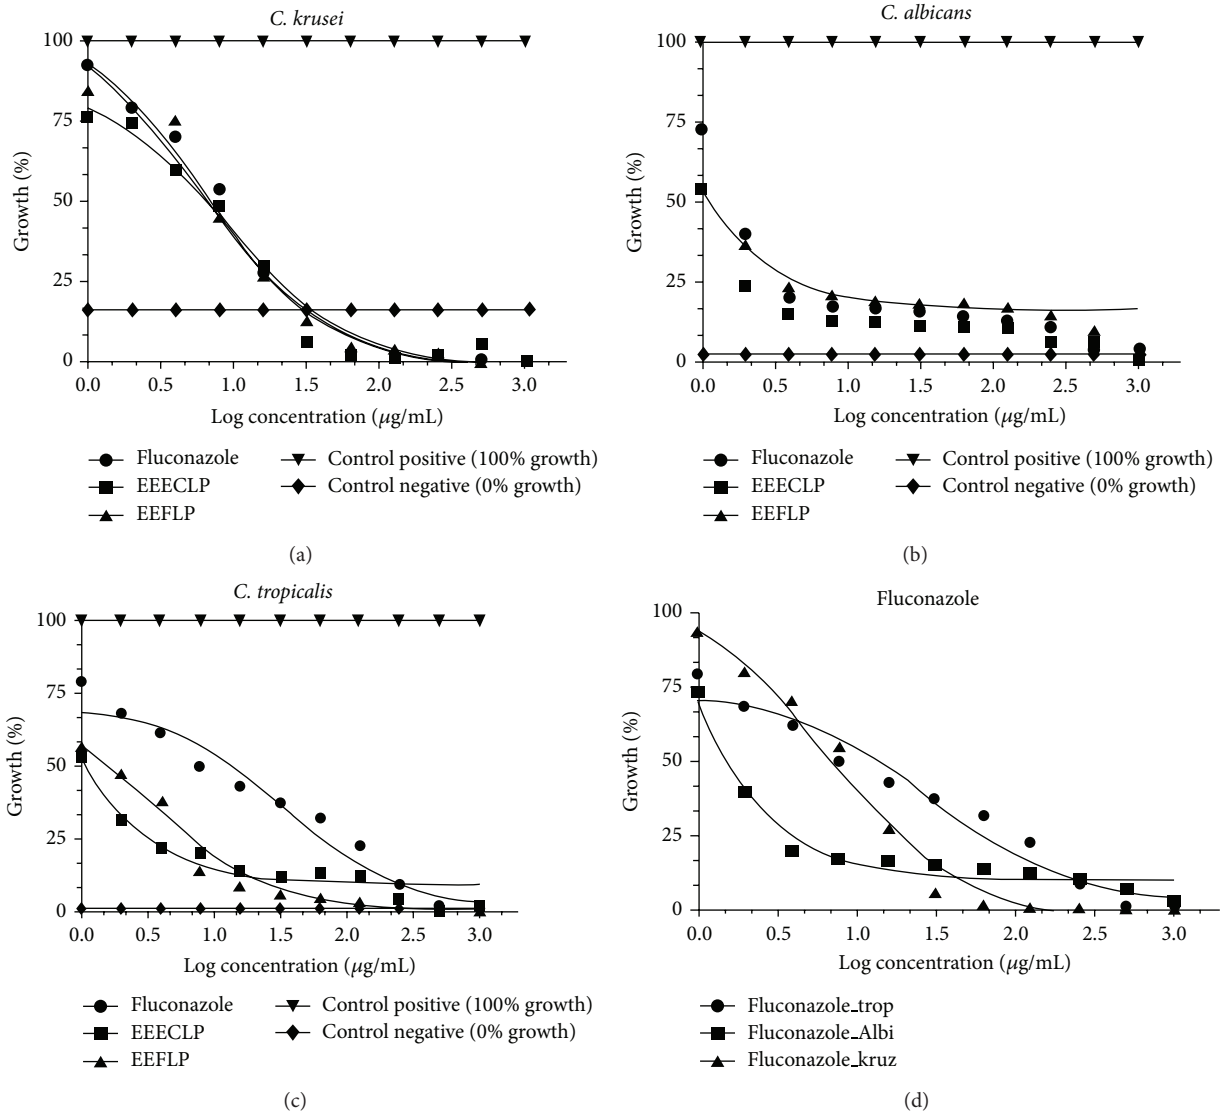 C. krusei
100
75
50
25
0
Growth (%)
0.0 0.5 1.0 1.5 2.0 2.5 3.0
Log concentration (µg/mL)
Fluconazole
EEECLP
EEFLP
Control positive (100% growth)
Control negative (0% growth)
(a)
C. albicans
100
75
50
25
0
Growth (%)
0.0 0.5 1.0 1.5 2.0 2.5 3.0
Log concentration (µg/mL)
Fluconazole
EEECLP
EEFLP
Control positive (100% growth)
Control negative (0% growth)
(b)
C. tropicalis
100
75
50
25
0
Growth (%)
0.0 0.5 1.0 1.5 2.0 2.5 3.0
Log concentration (µg/mL)
Fluconazole
EEECLP
EEFLP
Control positive (100% growth)
Control negative (0% growth)
(c)
Fluconazole
100
75
50
25
0
Growth (%)
0.0 0.5 1.0 1.5 2.0 2.5 3.0
Log concentration (µg/mL)
Fluconazole_trop
Fluconazole_Albi
Fluconazole_kruz
(d)